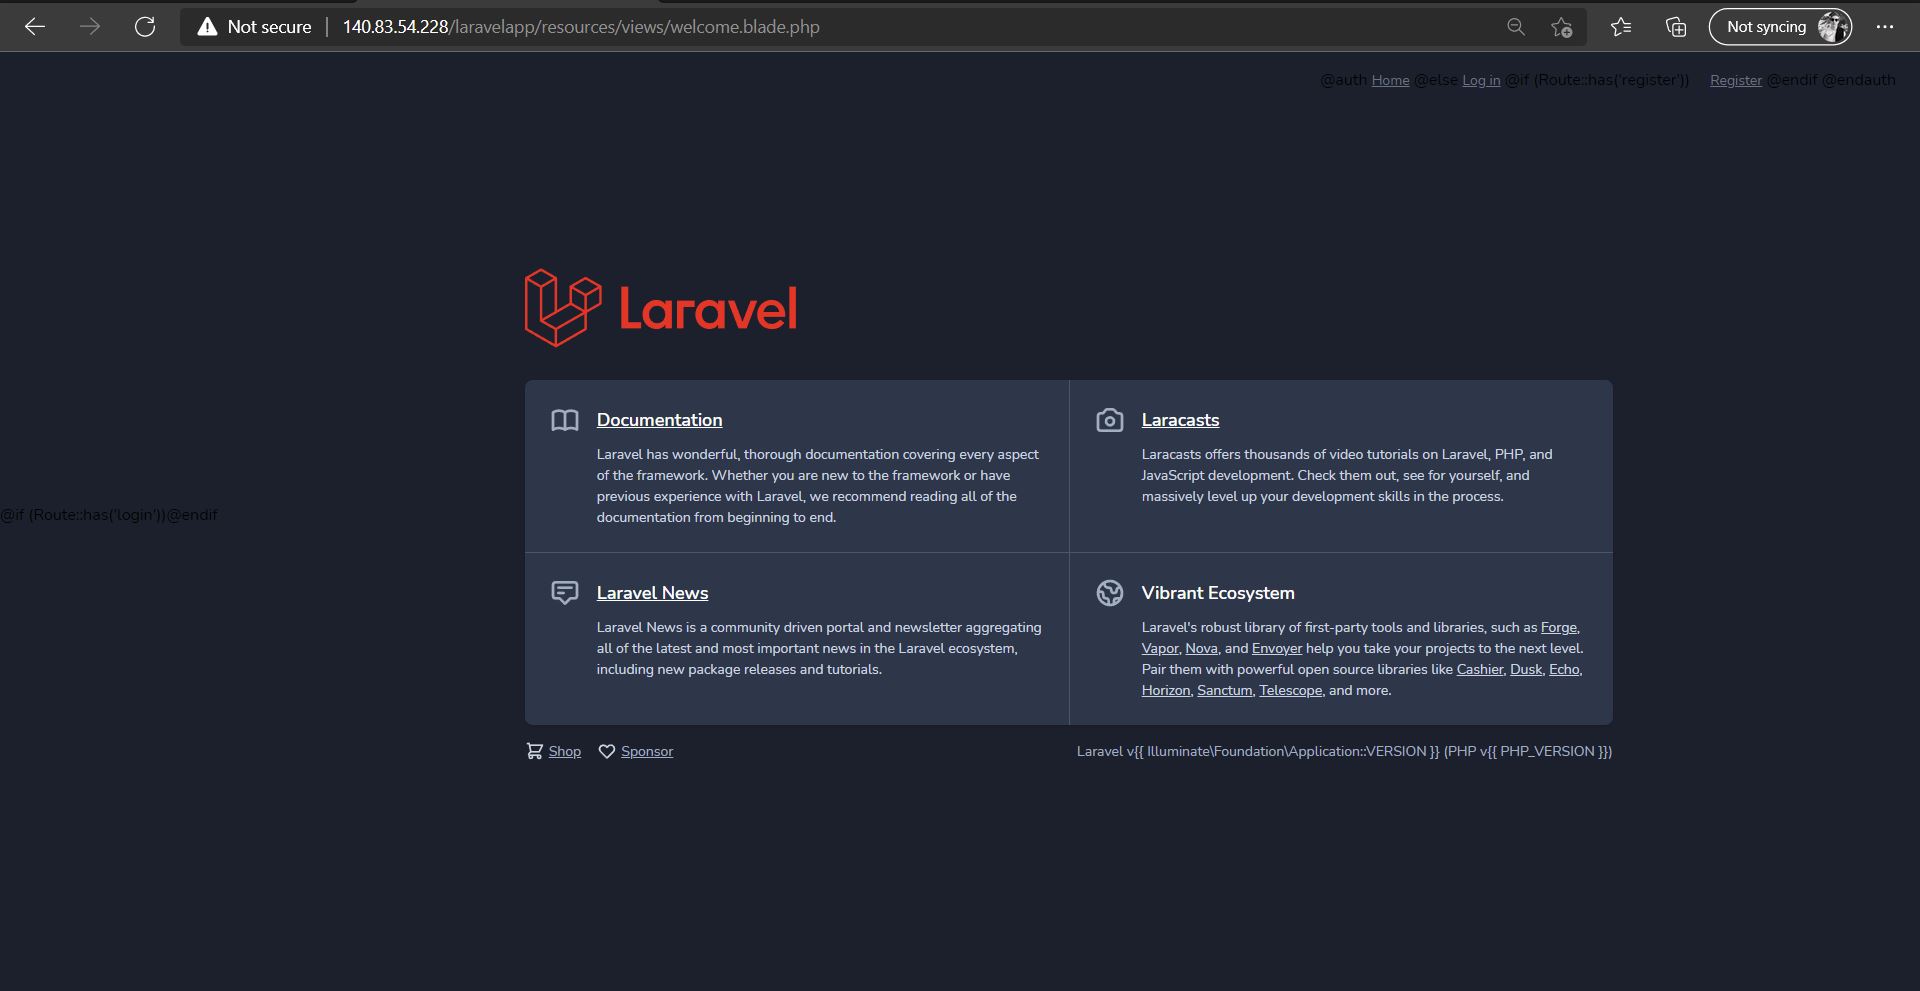 Not secure 140.83.54.228/laravelapp/resources/views/welcome.blade.php Not syncing
@auth Home @else Log in @if (Route::has('register')) Register @endif @endauth
Laravel
Documentation
Laravel has wonderful, thorough documentation covering every aspect
of the framework. Whether you are new to the framework or have
previous experience with Laravel, we recommend reading all of the
documentation from beginning to end.
Laracasts
Laracasts offers thousands of video tutorials on Laravel, PHP, and
JavaScript development. Check them out, see for yourself, and
massively level up your development skills in the process.
@if (Route::has('login'))@endif
Laravel News
Laravel News is a community driven portal and newsletter aggregating
all of the latest and most important news in the Laravel ecosystem,
including new package releases and tutorials.
Vibrant Ecosystem
Laravel's robust library of first-party tools and libraries, such as Forge,
Vapor, Nova, and Envoyer help you take your projects to the next level.
Pair them with powerful open source libraries like Cashier, Dusk, Echo,
Horizon, Sanctum, Telescope, and more.
Shop Sponsor
Laravel v{{ Illuminate\Foundation\Application::VERSION }} (PHP v{{ PHP_VERSION }})